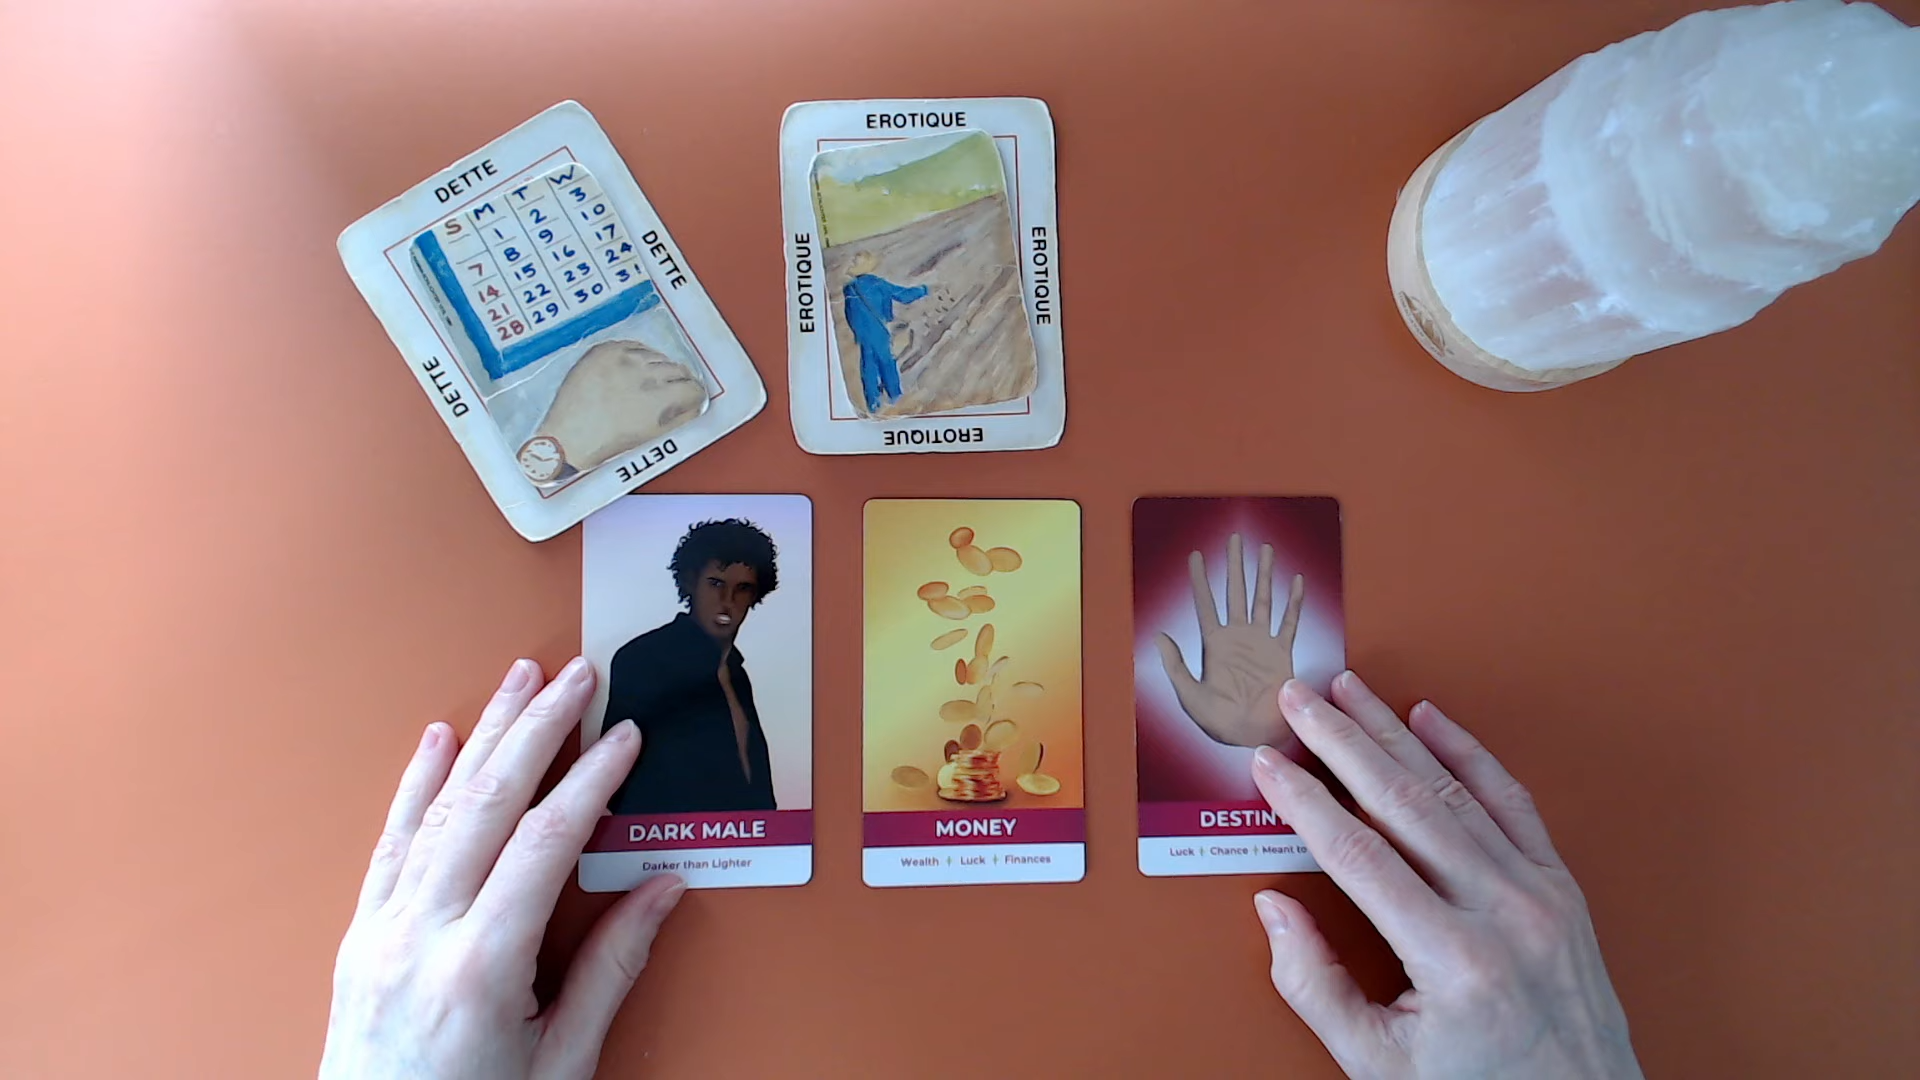 DETTE
DETTE
DETTE
DETTE
S M T W
1 2 3
7 8 9 10
14 15 16 17
21 22 23 24
28 29 30 31
EROTIQUE
EROTIQUE
EROTIQUE
EROTIQUE
DARK MALE
Darker than Lighter
MONEY
Wealth + Luck + Finances
Luck + Chance + Meant to